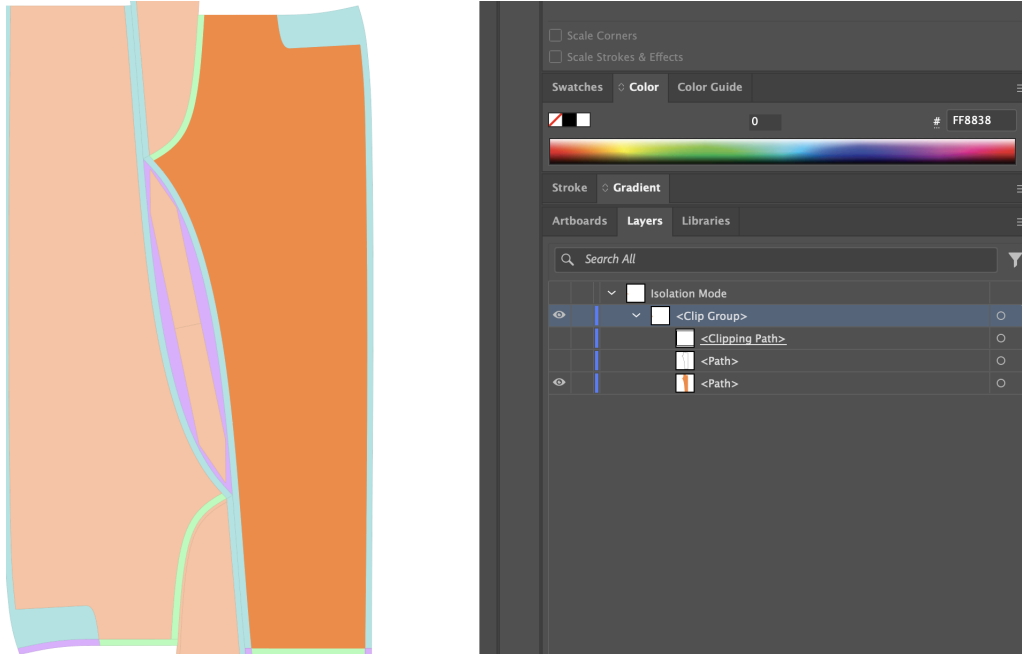 Scale Corners
Scale Strokes & Effects
Swatches Color Color Guide
0 # FF8838
Stroke Gradient
Artboards Layers Libraries
Search All
Isolation Mode
<Clip Group>
<Clipping Path>
<Path>
<Path>